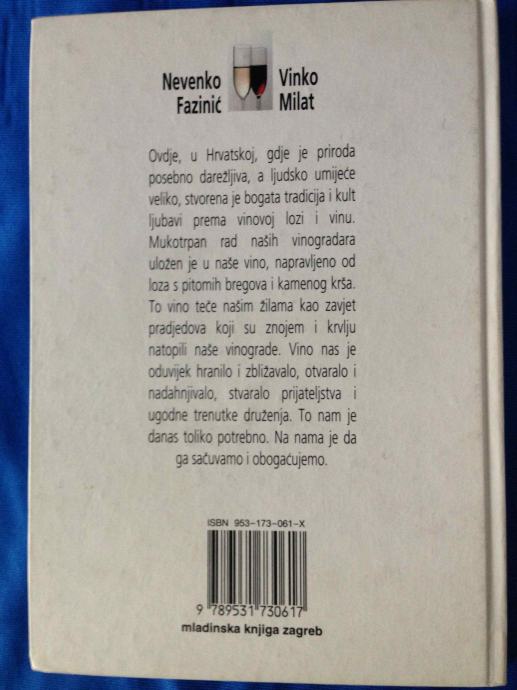 Nevenko Fazinić
Vinko Milat
Ovdje, u Hrvatskoj, gdje je priroda
posebno darežljiva, a ljudsko umijeće
veliko, stvorena je bogata tradicija i kult
ljubavi prema vinovoj lozi i vinu.
Mukotrpan rad naših vinogradara
uložen je u naše vino, napravljeno od
loza s pitomih bregova i kamenog krša.
To vino teče našim žilama kao zavjet
pradjedova koji su znojem i krvlju
natopili naše vinograde. Vino nas je
oduvijek hranilo i zbližavalo, otvaralo i
nadahnjivalo, stvaralo prijateljstva i
ugodne trenutke druženja. To nam je
danas toliko potrebno. Na nama je da
ga sačuvamo i obogaćujemo.
ISBN 953-173-061-X
9 789531 730617
mladinska knjiga zagreb